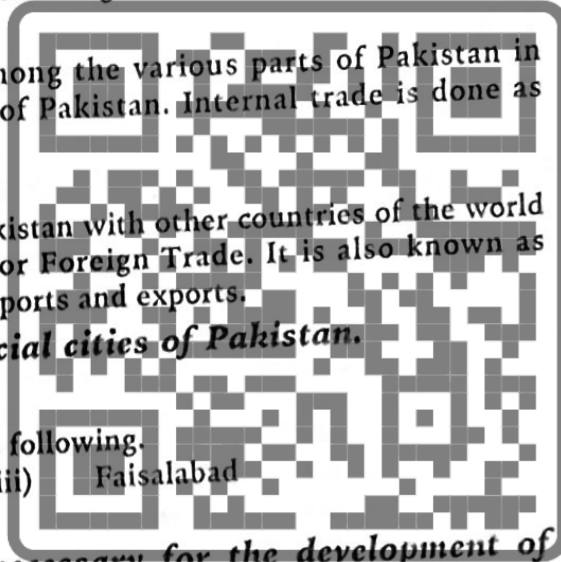 mong the various parts of Pakistan in
of Pakistan. Internal trade is done as
kistan with other countries of the world
or Foreign Trade. It is also known as
ports and exports.
cial cities of Pakistan.
following.
iii) Faisalabad
necessary for the development of